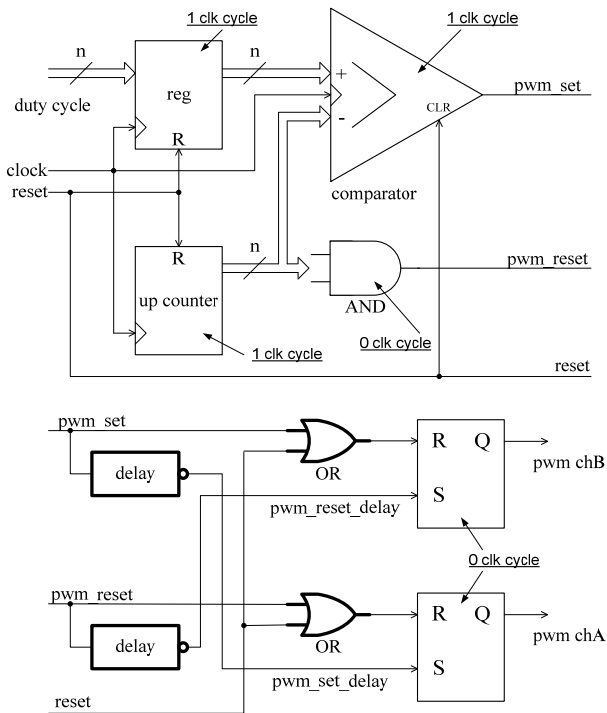 1 clk cycle
1 clk cycle
n
n
reg
+
pwm_set
duty cycle
-
CLR
R
clock
comparator
reset
R
n
pwm_reset
up counter
AND
0 clk cycle
1 clk cycle
reset
pwm_set
R Q
delay
OR
pwm chB
pwm_reset_delay
S
0 clk cycle
pwm_reset
R Q
delay
OR
pwm chA
pwm_set_delay
S
reset